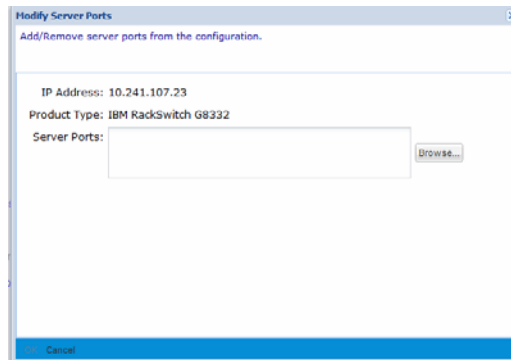 Modify Server Ports
Add/Remove server ports from the configuration.
IP Address: 10.241.107.23
Product Type: IBM RackSwitch G8332
Server Ports:
Browse...
OK Cancel